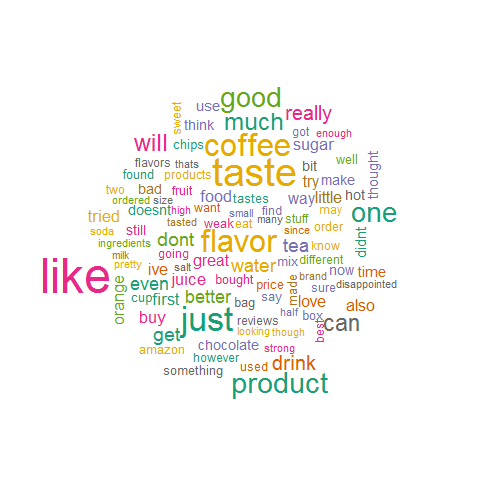 good
use
really
sweet
think
much
got
enough
will
chips
coffee
sugar
well
flavors
thats
taste
bit
thought
found
products
try
make
two
bad
fruit
food
tastes
way
little
hot
ordered
size
doesnt
high
want
small
find
may
one
tried
tasted
many
stuff
soda
still
weak
eat
since
order
didnt
ingredients
dont
flavor
tea
know
milk
going
great
water
mix
different
like
pretty
ive
salt
now
time
orange
even
juice
bought
price
made
brand
sure
disappointed
cup
first
better
bag
say
love
also
buy
just
reviews
half
box
can
get
looking
though
best
amazon
chocolate
strong
however
something
used
drink
product